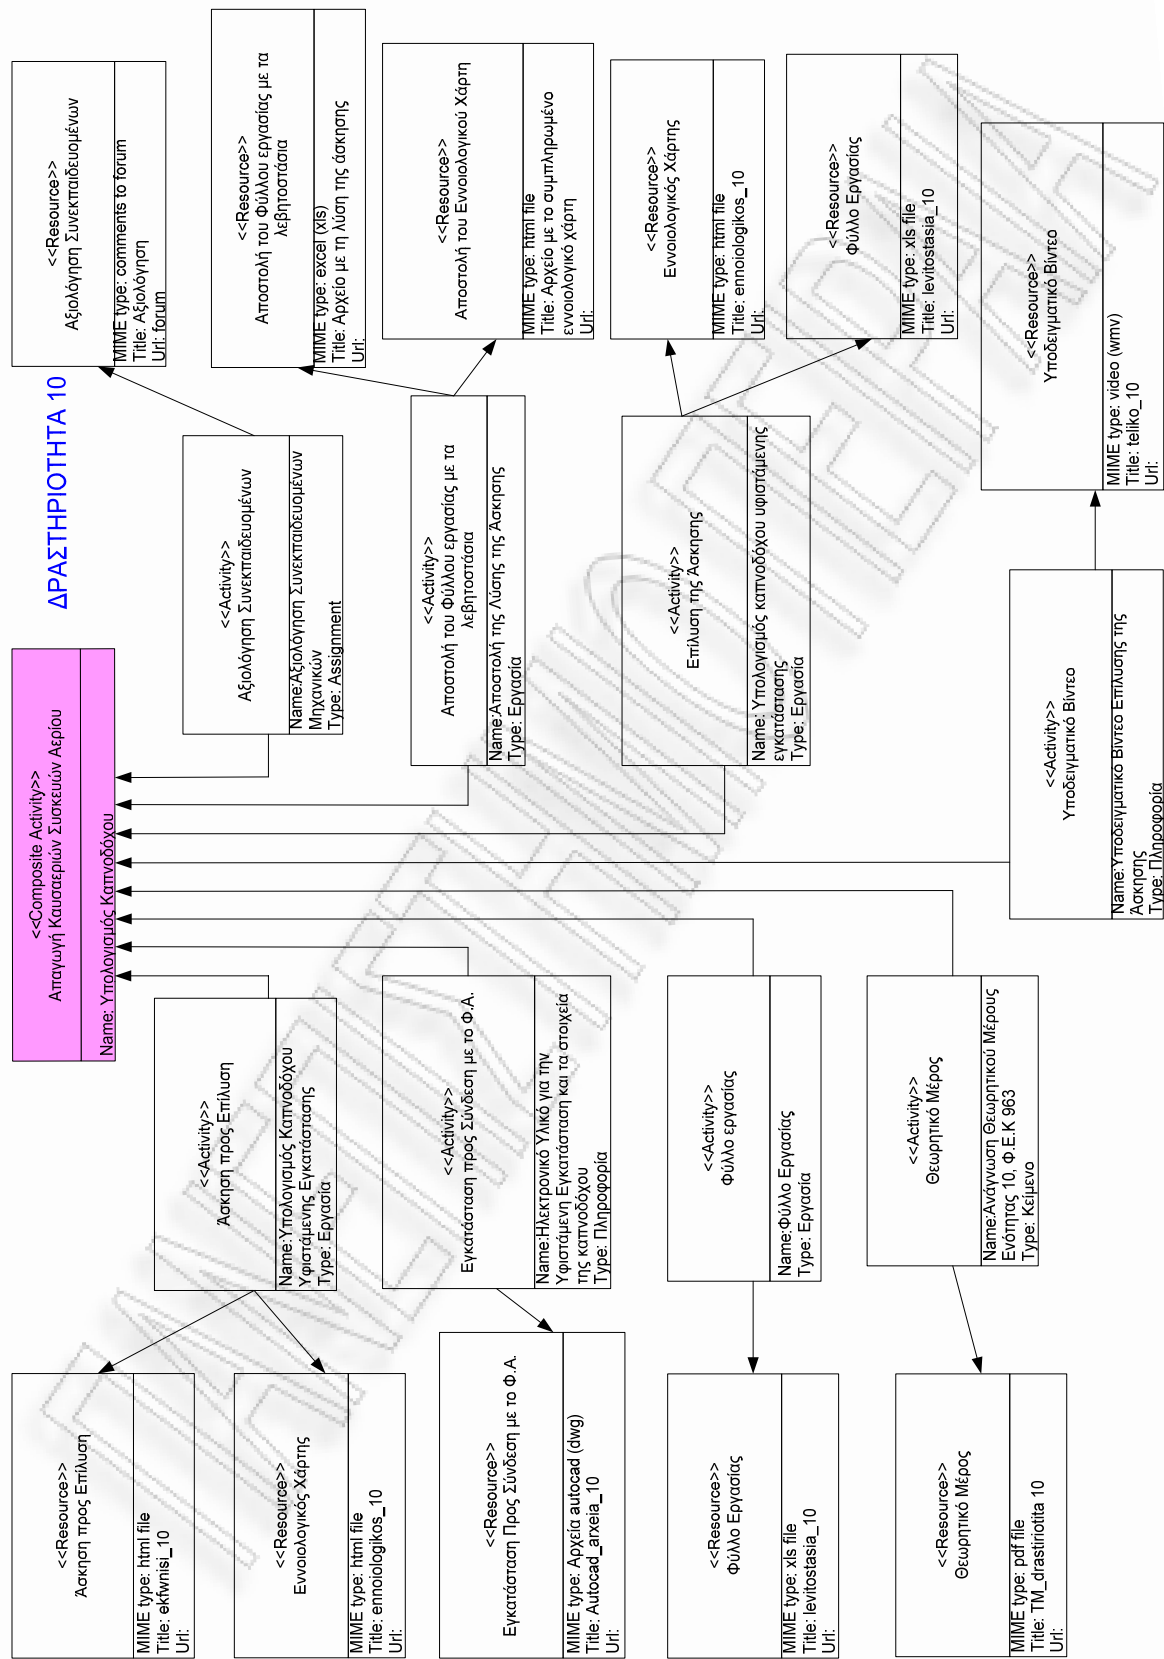 ΔΡΑΣΤΗΡΙΟΤΗΤΑ 10
<<Composite Activity>>
Απαγωγή Καυσαεριών Συσκευών Αερίου
Name: Υπολογισμός Καπνοδόχου
<<Resource>>
Άσκηση προς Επίλυση
MIME type: html file
Title: ekfwnisi_10
Url:
<<Resource>>
Εννοιολογικός Χάρτης
MIME type: html file
Title: ennoiologikos_10
Url:
<<Resource>>
Εγκατάσταση Προς Σύνδεση με το Φ.Α.
MIME type: Αρχεία autocad (dwg)
Title: Autocad_arxeia_10
Url:
<<Resource>>
Φύλλο Εργασίας
MIME type: xls file
Title: levitostasia_10
Url:
<<Resource>>
Θεωρητικό Μέρος
MIME type: pdf file
Title: TM_drastiriotita 10
Url:
<<Activity>>
Άσκηση προς Επίλυση
Name:Υπολογισμός Καπνοδόχου
Υφιστάμενης Εγκατάστασης
Type: Εργασία
<<Activity>>
Εγκατάσταση προς Σύνδεση με το Φ.Α.
Name:Ηλεκτρονικό Υλικό για την
Υφιστάμενη Εγκατάσταση και τα στοιχεία
της καπνοδόχου
Type: Πληροφορία
<<Activity>>
Φύλλο εργασίας
Name:Φύλλο Εργασίας
Type: Εργασία
<<Activity>>
Θεωρητικό Μέρος
Name:Ανάγνωση Θεωρητικού Μέρους
Ενότητας 10, Φ.Ε.Κ 963
Type: Κείμενο
<<Activity>>
Αξιολόγηση Συνεκπαιδευομένων
Name:Αξιολόγηση Συνεκπαιδευομένων
Μηχανικών
Type: Assignment
<<Activity>>
Αποστολή του Φύλλου εργασίας με τα
λεβητοστάσια
Name:Αποστολή της Λύσης της Άσκησης
Type: Εργασία
<<Activity>>
Επίλυση της Άσκησης
Name: Υπολογισμός καπνοδόχου υφιστάμενης
εγκατάστασης
Type: Εργασία
<<Activity>>
Υποδειγματικό Βίντεο
Name:Υποδειγματικό Βίντεο Επίλυσης της
Άσκησης
Type: Πληροφορία
<<Resource>>
Αξιολόγηση Συνεκπαιδευομένων
MIME type: comments to forum
Title: Αξιολόγηση
Url: forum
<<Resource>>
Αποστολή του Φύλλου εργασίας με τα
λεβητοστάσια
MIME type: excel (xls)
Title: Αρχείο με τη λύση της άσκησης
Url:
<<Resource>>
Αποστολή του Εννοιολογικού Χάρτη
MIME type: html file
Title: Αρχείο με το συμπληρωμένο
εννοιολογικό χάρτη
Url:
<<Resource>>
Εννοιολογικός Χάρτης
MIME type: html file
Title: ennoiologikos_10
Url:
<<Resource>>
Φύλλο Εργασίας
MIME type: xls file
Title: levitostasia_10
Url:
<<Resource>>
Υποδειγματικό Βίντεο
MIME type: video (wmv)
Title: teliko_10
Url:
ΠΑΝΕΠΙΣΤΗΜΙΟ ΠΕΙΡΑΙΑ